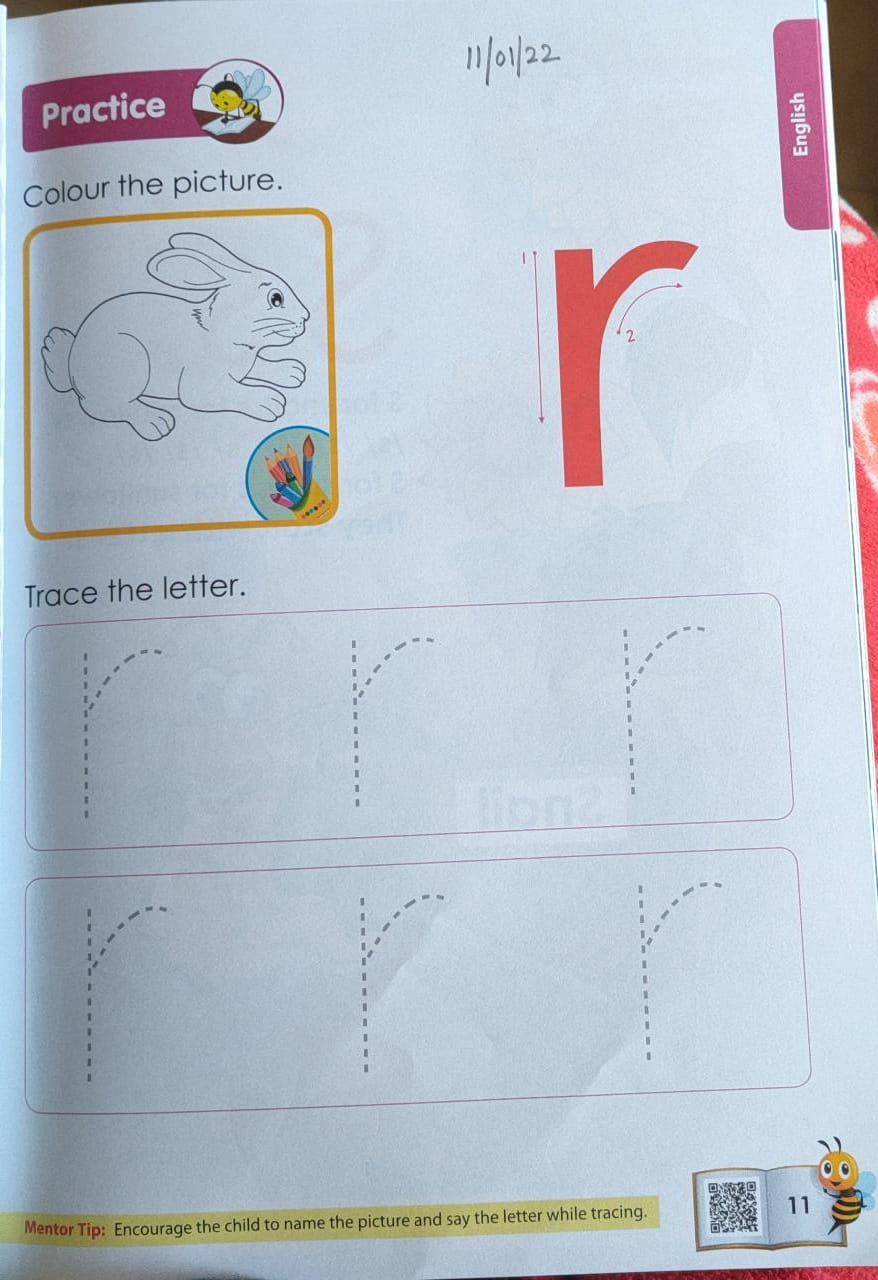 11/01/22
Practice
English
Colour the picture.
1
2
r
Trace the letter.
r r r
r r r
Mentor Tip: Encourage the child to name the picture and say the letter while tracing.
11